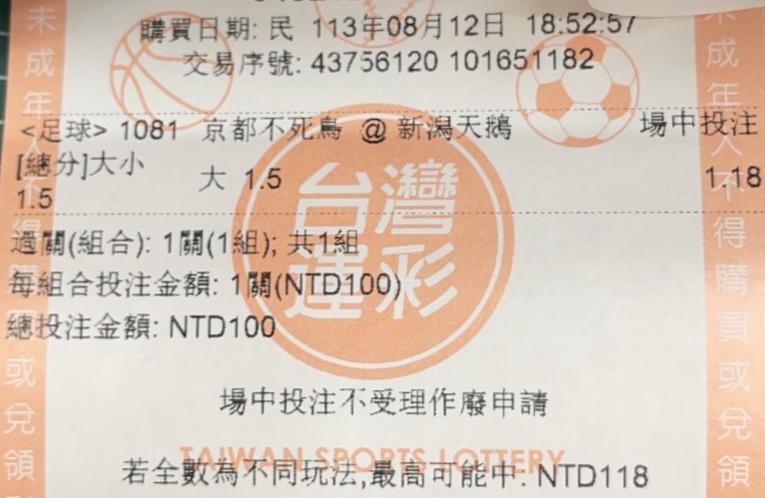 購買日期: 民 113年08月12日 18:52:57
交易序號: 43756120 101651182
<足球> 1081 京都不死鳥 @ 新潟天鵝 場中投注
[總分]大小 大 1.5 1.18
1.5
過關(組合): 1關(1組); 共1組
每組合投注金額: 1關(NTD100)
總投注金額: NTD100
場中投注不受理作廢申請
若全數為不同玩法,最高可能中: NTD118
台灣
運彩
TAIWAN SPORTS LOTTERY
未成年人不得購買或兌領
未成年人不得購買或兌領